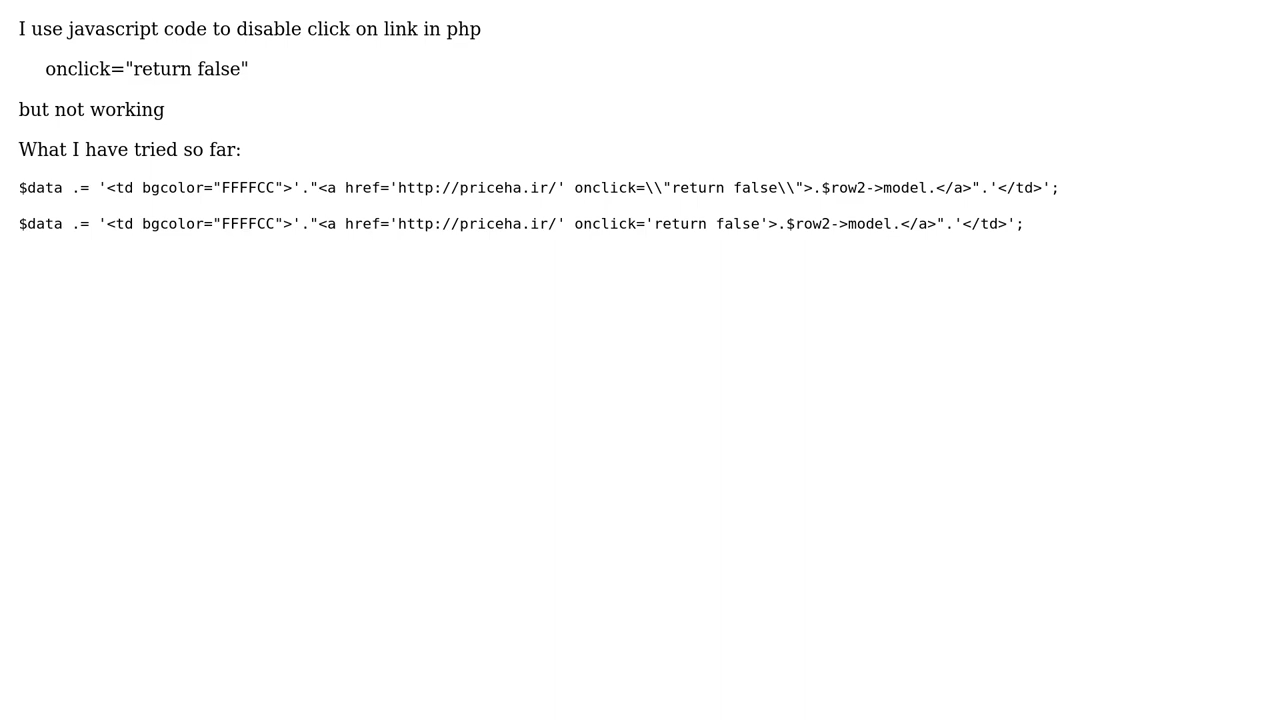 I use javascript code to disable click on link in php
onclick="return false"
but not working
What I have tried so far:
$data .= '<td bgcolor="FFFFCC">'."<a href='http://priceha.ir/' onclick=\\"return false\\">.$row2->model.</a>".'</td>';
$data .= '<td bgcolor="FFFFCC">'."<a href='http://priceha.ir/' onclick='return false'>.$row2->model.</a>".'</td>';